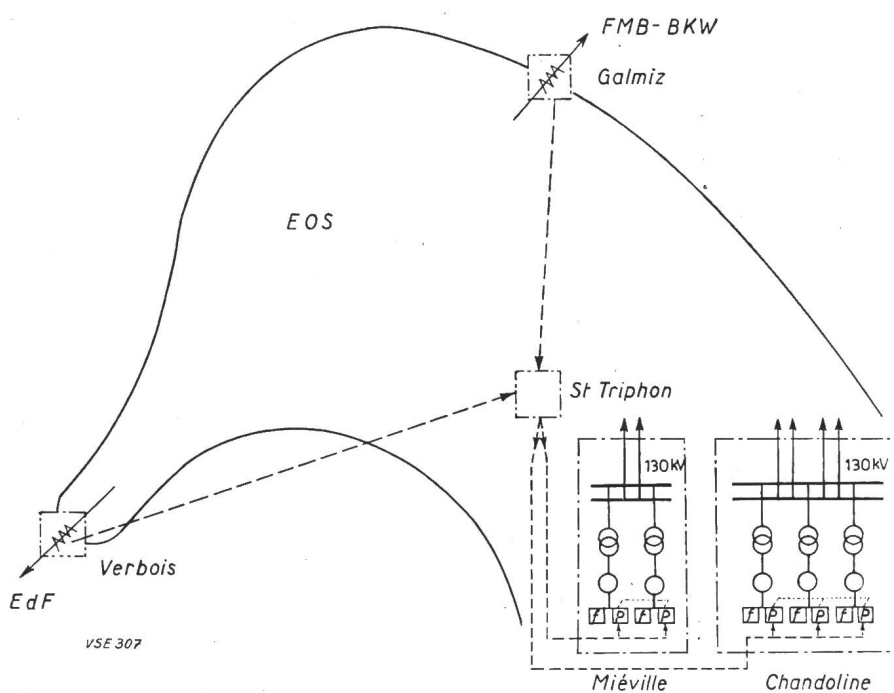 FMB-BKW
Galmiz
EOS
St Triphon
130kV
130kV
Verbois
EdF
f p f p
f p f p f p
VSE 307
Miéville
Chandoline